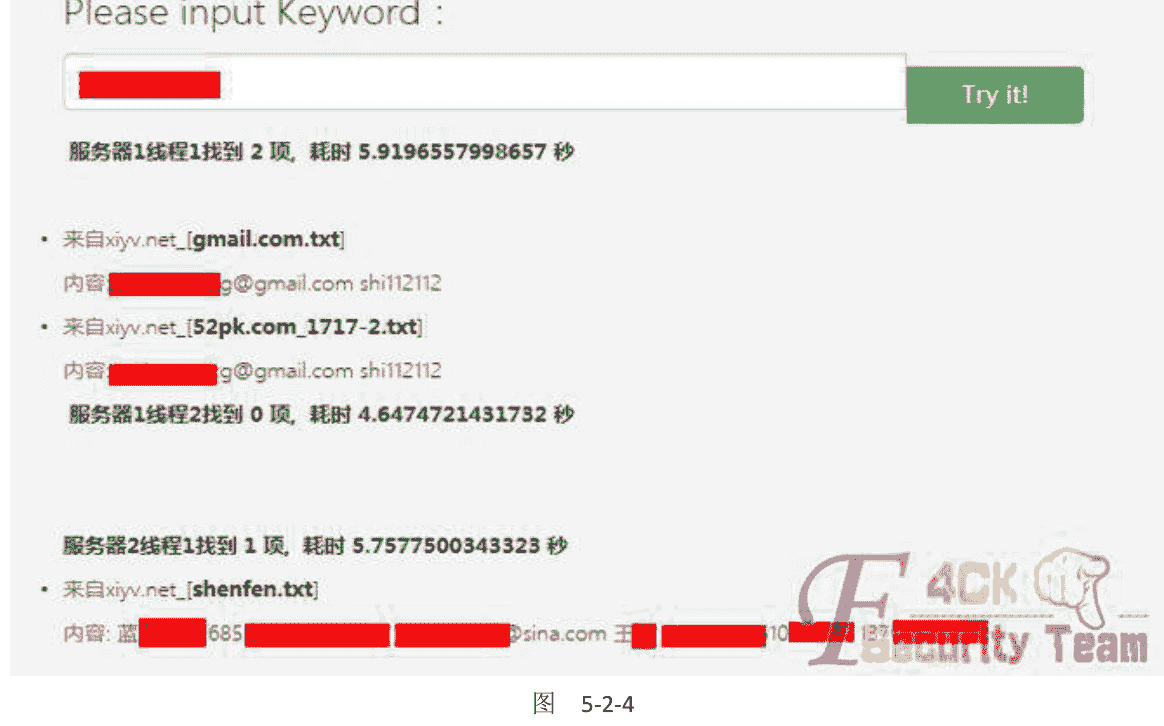 Please input Keyword :
Try it!
服务器1线程1找到 2 项, 耗时 5.9196557998657 秒
• 来自xiyv.net_[gmail.com.txt]
内容: g@gmail.com shi112112
• 来自xiyv.net_[52pk.com_1717-2.txt]
内容: g@gmail.com shi112112
服务器1线程2找到 0 项, 耗时 4.6474721431732 秒
服务器2线程1找到 1 项, 耗时 5.7577500343323 秒
• 来自xiyv.net_[shenfen.txt]
内容: 蓝 685 @sina.com 王
F4CK
Security Team
图 5-2-4